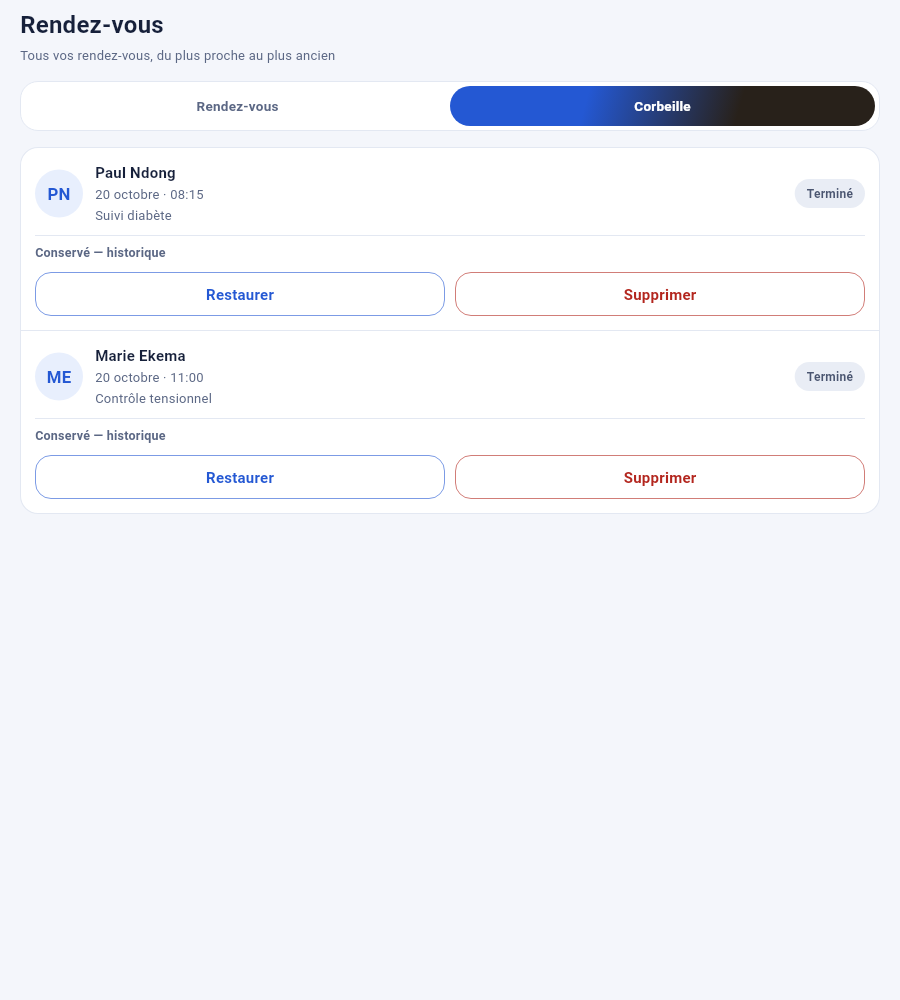 Rendez-vous
Tous vos rendez-vous, du plus proche au plus ancien
Rendez-vous
Corbeille
PN
Paul Ndong
20 octobre · 08:15
Suivi diabète
Terminé
Conservé — historique
Restaurer
Supprimer
ME
Marie Ekema
20 octobre · 11:00
Contrôle tensionnel
Terminé
Conservé — historique
Restaurer
Supprimer